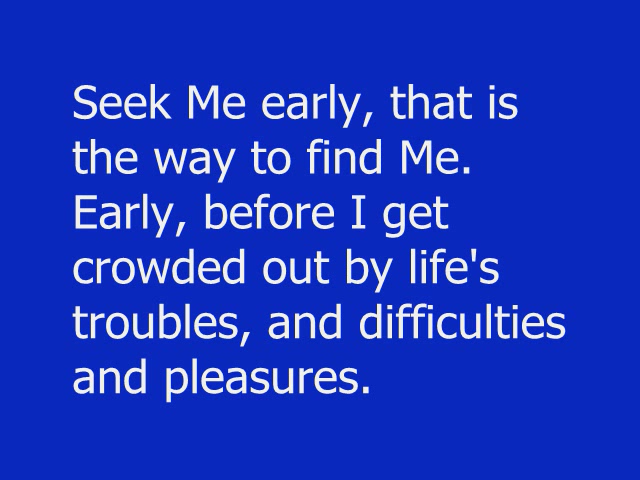 Seek Me early, that is
the way to find Me.
Early, before I get
crowded out by life's
troubles, and difficulties
and pleasures.